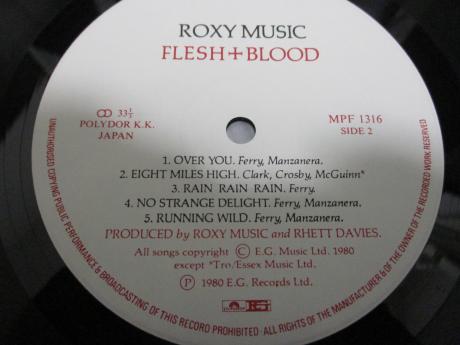 ROXY MUSIC
FLESH+BLOOD
33⅓
POLYDOR K.K.
JAPAN
MPF 1316
SIDE 2
1. OVER YOU. Ferry, Manzanera.
2. EIGHT MILES HIGH. Clark, Crosby, McGuinn*
3. RAIN RAIN RAIN. Ferry.
4. NO STRANGE DELIGHT. Ferry, Manzanera.
5. RUNNING WILD. Ferry, Manzanera.
PRODUCED by ROXY MUSIC and RHETT DAVIES.
All songs copyright Ⓒ E.G. Music Ltd. 1980
except *Tro/Essex Music Ltd.
Ⓟ 1980 E.G. Records Ltd.
polydor
UNAUTHORISED COPYING PUBLIC PERFORMANCE & BROADCASTING OF THIS RECORD PROHIBITED · ALL RIGHTS OF THE MANUFACTURER & OF THE OWNER OF THE RECORDED WORK RESERVED